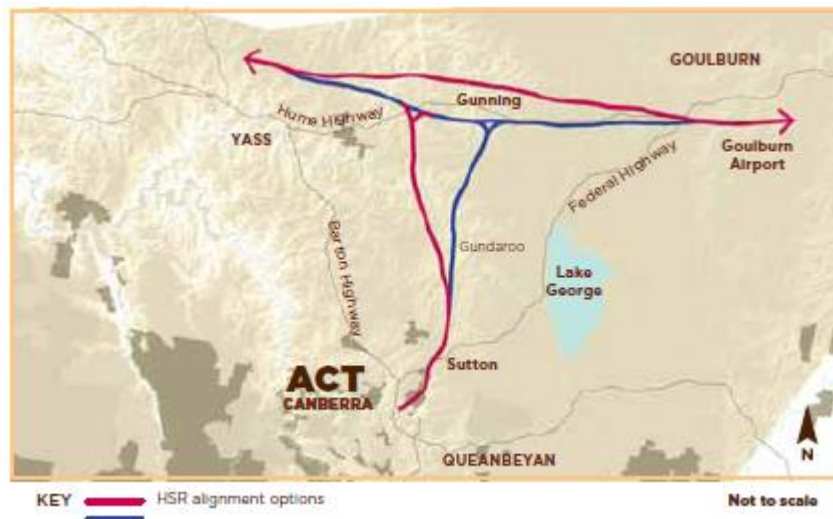 GOULBURN
Gunning
Hume Highway
YASS
Goulburn
Airport
Federal Highway
Barton Highway
Gundaroo
Lake
George
ACT
CANBERRA
Sutton
QUEANBEYAN
N
KEY HSR alignment options Not to scale